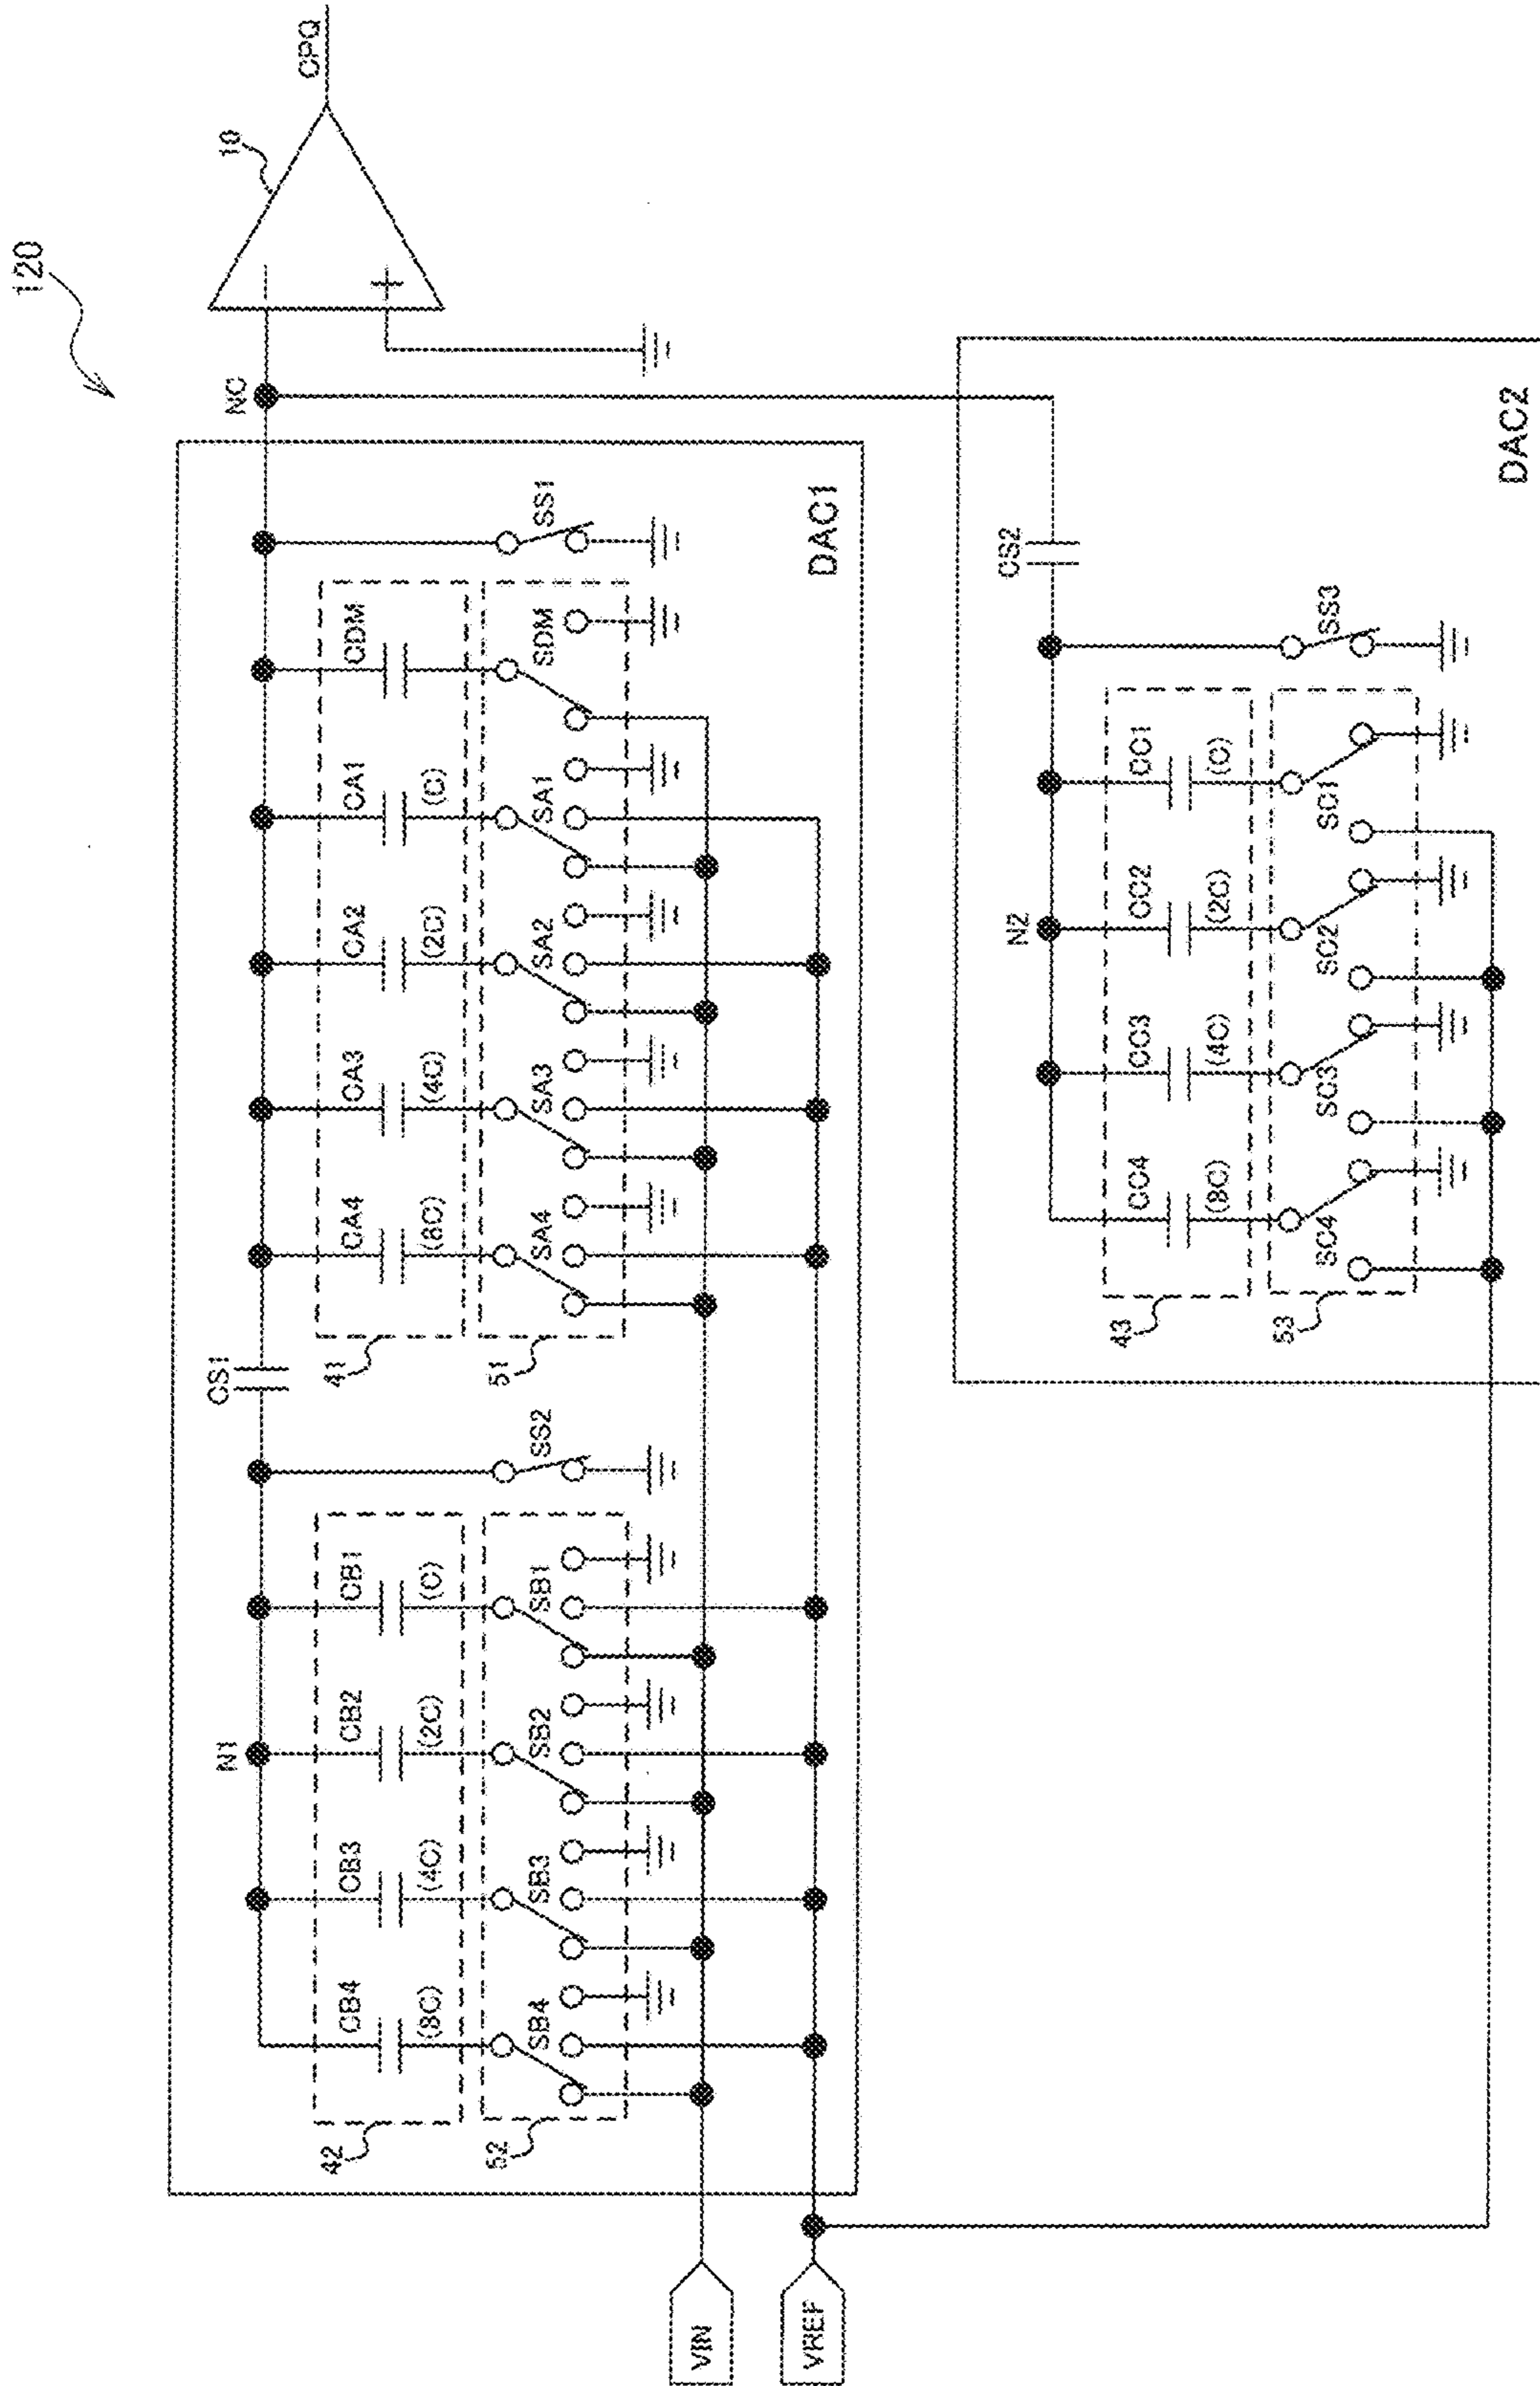 120
10
CPQ
NC
CS1
N1
CB4
CB3
CB2
CB1
CA4
CA3
CA2
CA1
CDM
(8C)
(4C)
(2C)
(C)
(8C)
(4C)
(2C)
(C)
42
41
SB4
SB3
SB2
SB1
SS2
SA4
SA3
SA2
SA1
SDM
SS1
52
51
DAC1
VIN
VREF
CS2
N2
CC4
CC3
CC2
CC1
(8C)
(4C)
(2C)
(C)
43
SC4
SC3
SC2
SC1
SS3
53
DAC2